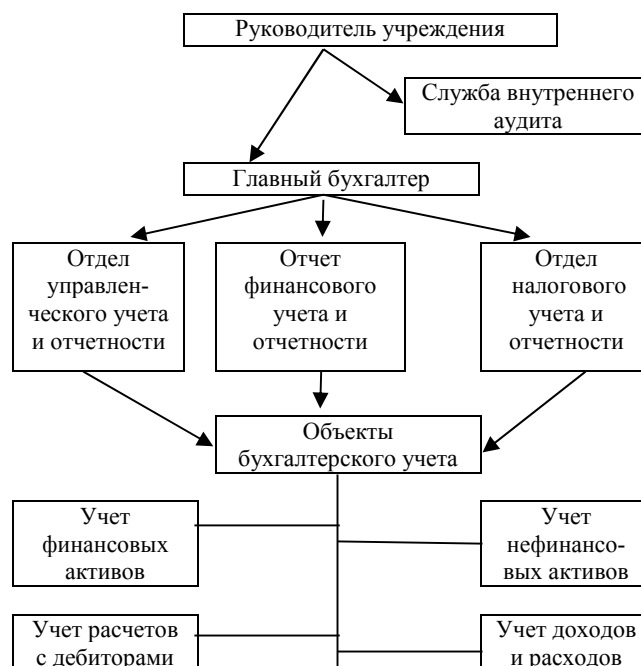 Руководитель учреждения
Служба внутреннего
аудита
Главный бухгалтер
Отдел
управлен-
ческого учета
и отчетности
Отчет
финансового
учета и
отчетности
Отдел
налогового
учета и
отчетности
Объекты
бухгалтерского учета
Учет
финансовых
активов
Учет
нефинансо-
вых активов
Учет расчетов
с дебиторами
Учет доходов
и расходов